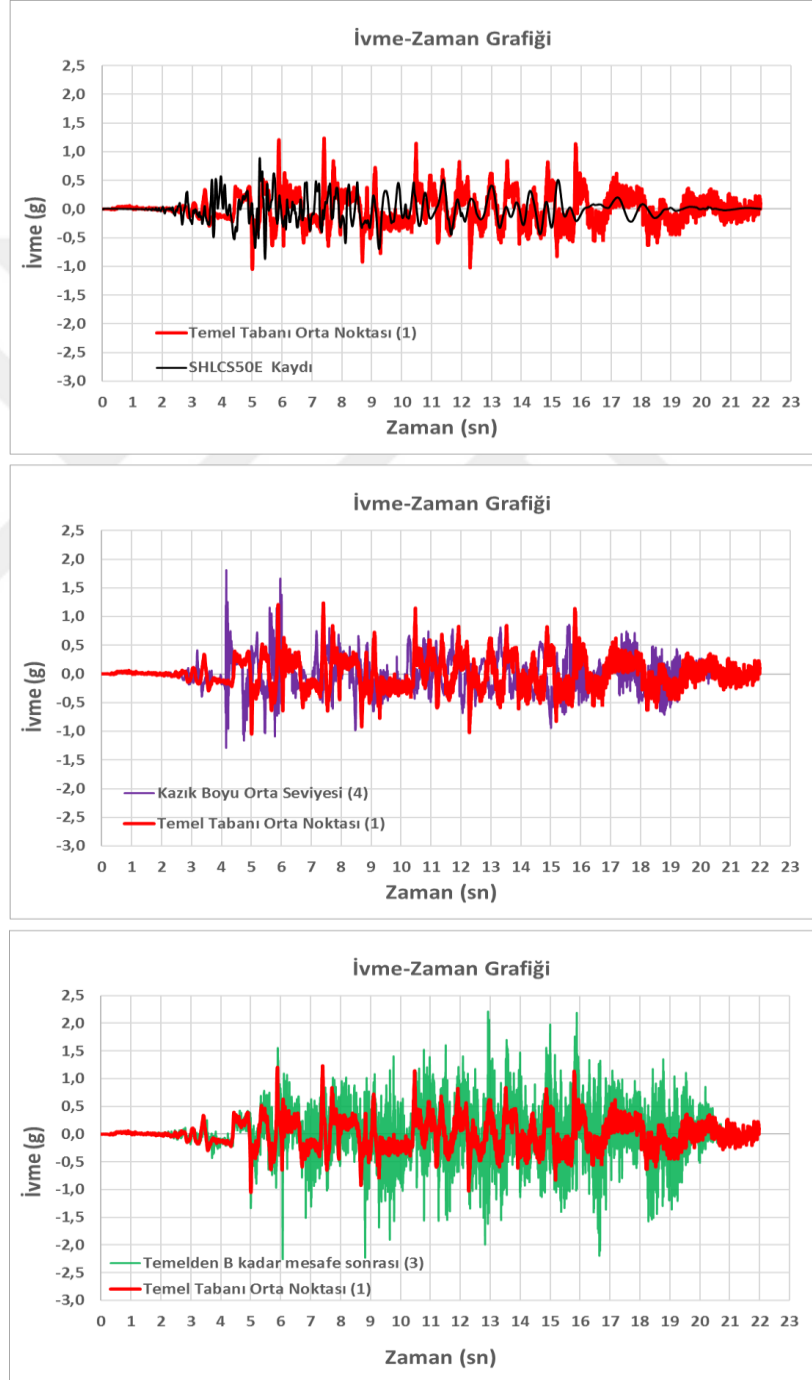 İvme-Zaman Grafiği
2,5
2,0
1,5
1,0
0,5
0,0
-0,5
-1,0
-1,5
-2,0
-2,5
-3,0
İvme (g)
Temel Tabanı Orta Noktası (1)
SHLCS50E Kaydı
0 1 2 3 4 5 6 7 8 9 10 11 12 13 14 15 16 17 18 19 20 21 22 23
Zaman (sn)
İvme-Zaman Grafiği
2,5
2,0
1,5
1,0
0,5
0,0
-0,5
-1,0
-1,5
-2,0
-2,5
-3,0
İvme (g)
Kazık Boyu Orta Seviyesi (4)
Temel Tabanı Orta Noktası (1)
0 1 2 3 4 5 6 7 8 9 10 11 12 13 14 15 16 17 18 19 20 21 22 23
Zaman (sn)
İvme-Zaman Grafiği
2,5
2,0
1,5
1,0
0,5
0,0
-0,5
-1,0
-1,5
-2,0
-2,5
-3,0
İvme (g)
Temelden B kadar mesafe sonrası (3)
Temel Tabanı Orta Noktası (1)
0 1 2 3 4 5 6 7 8 9 10 11 12 13 14 15 16 17 18 19 20 21 22 23
Zaman (sn)